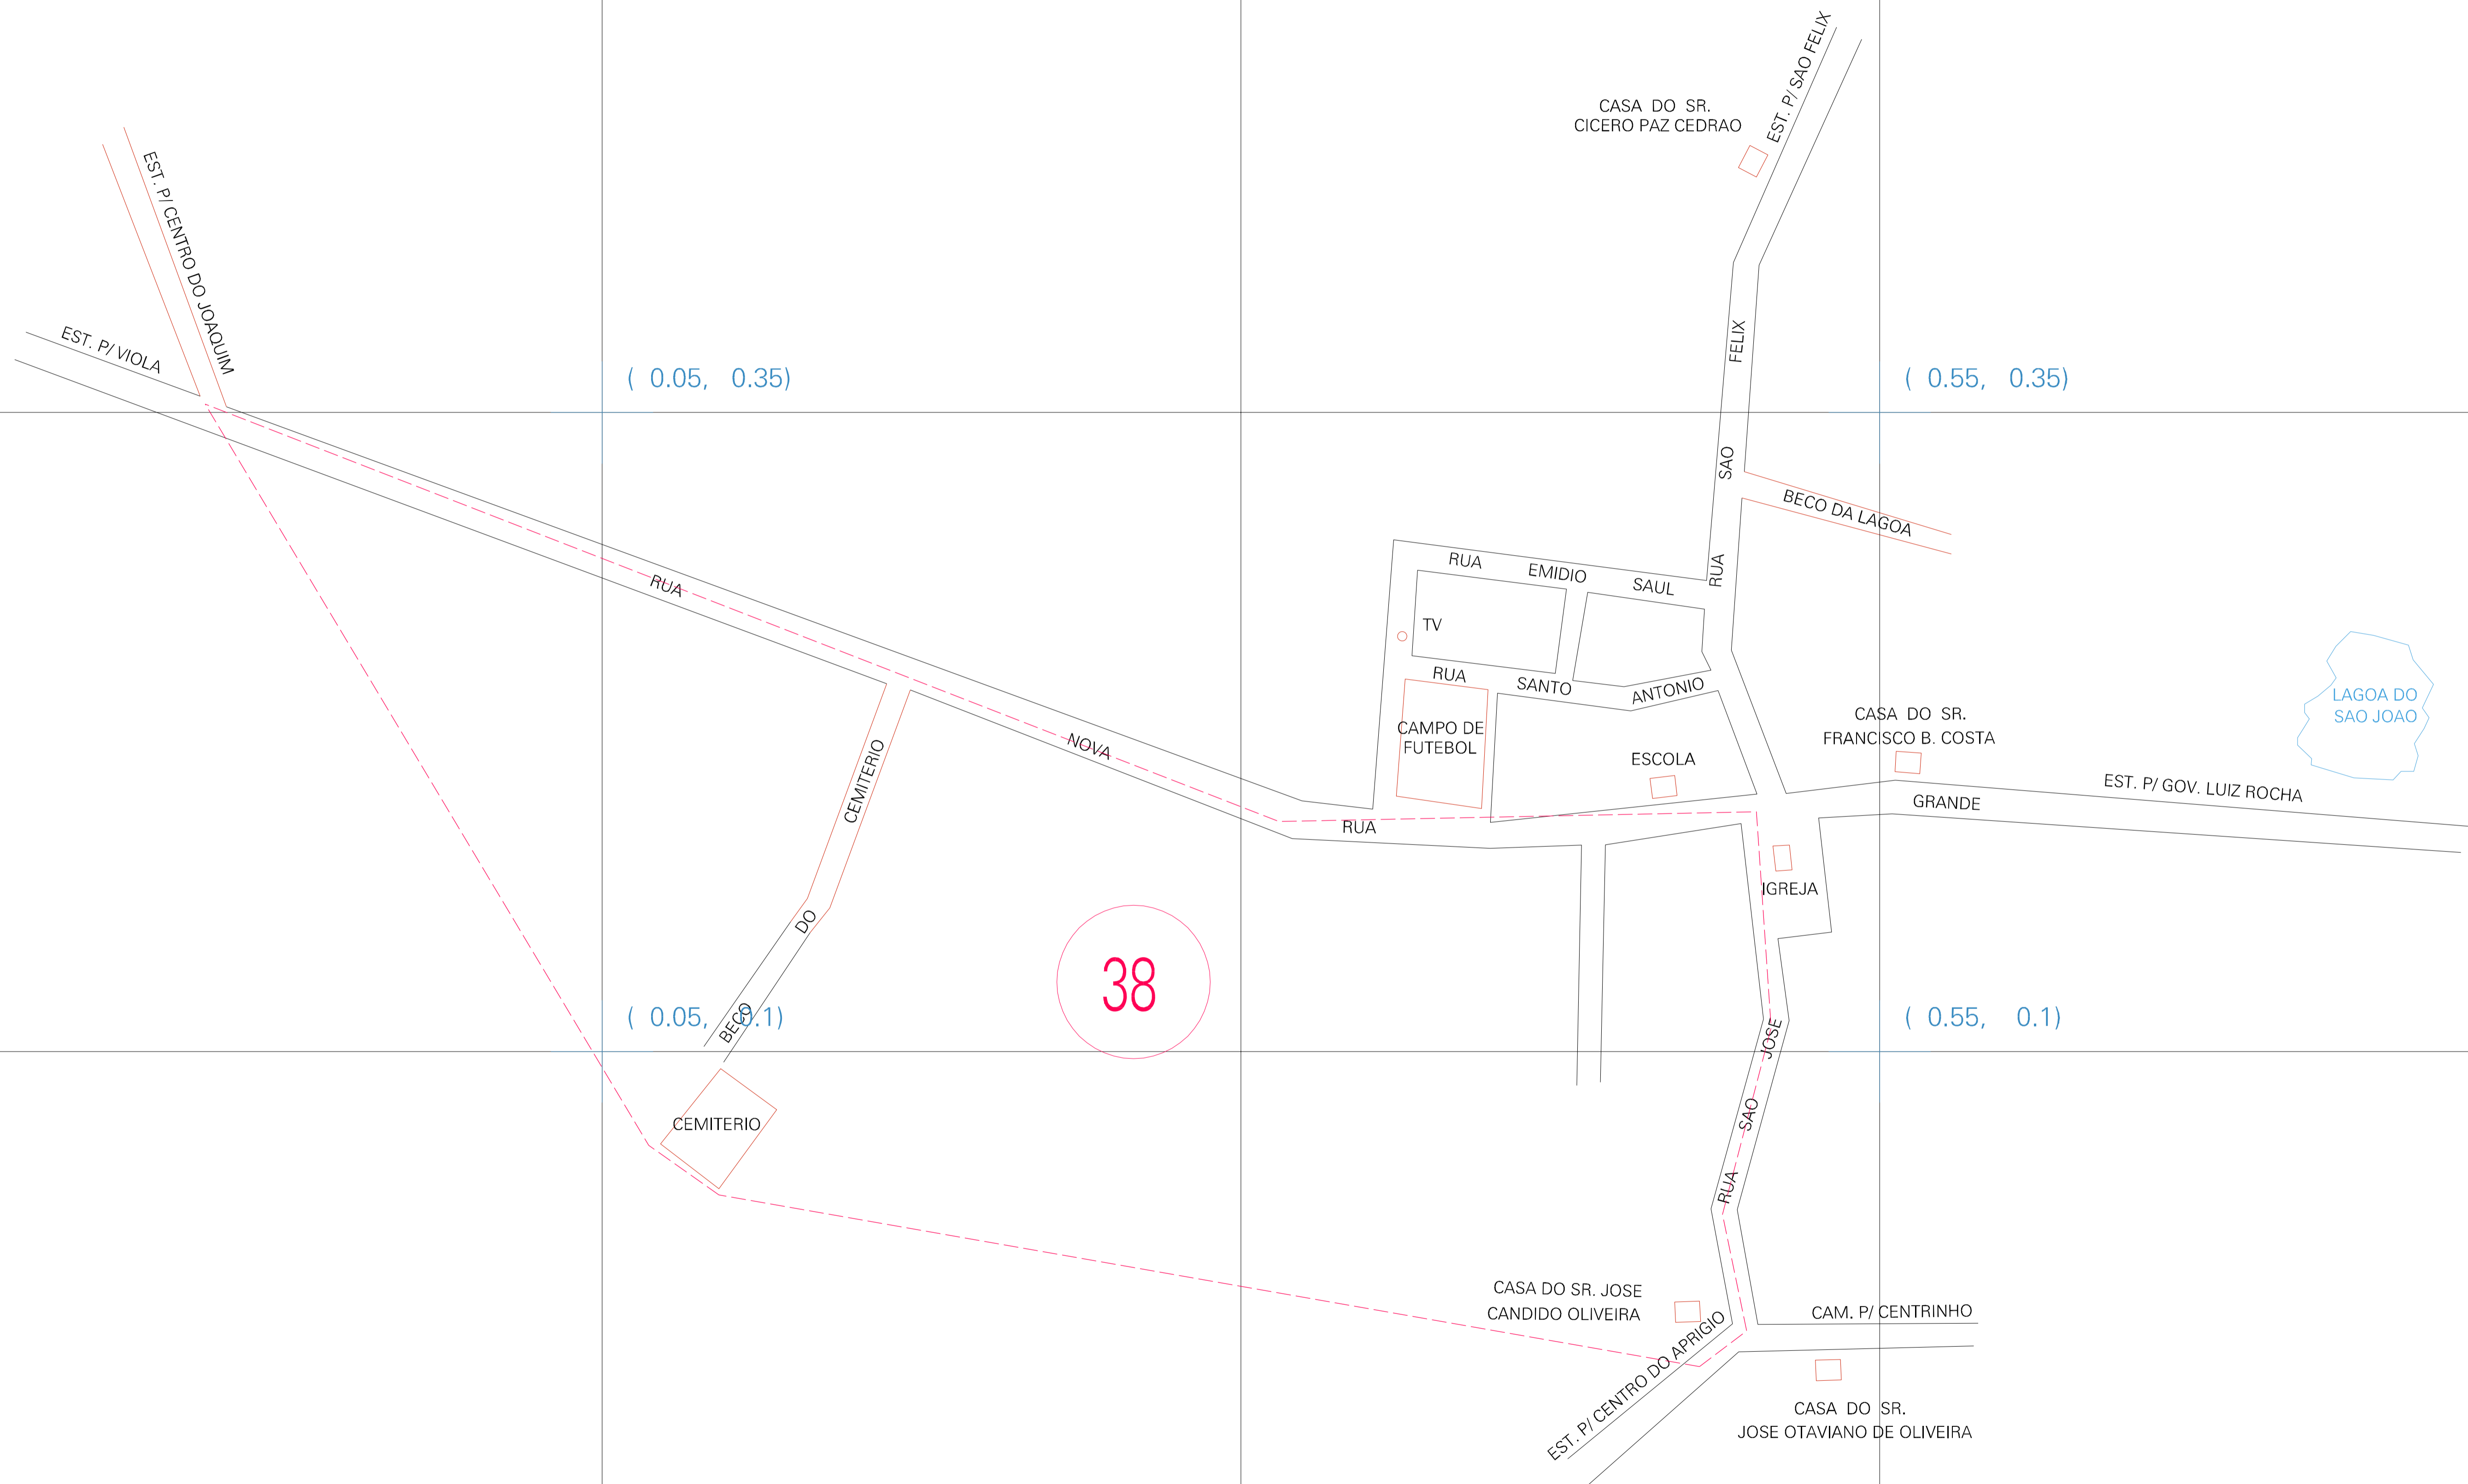 EST. P/ SAO FELIX
CASA DO SR.
CICERO PAZ CEDRAO
EST. P/ CENTRO DO JOAQUIM
EST. P/ VIOLA
( 0.05, 0.35)
( 0.55, 0.35)
RUA SAO FELIX
BECO DA LAGOA
RUA EMIDIO SAUL
TV
RUA SANTO ANTONIO
CAMPO DE
FUTEBOL
ESCOLA
CASA DO SR.
FRANCISCO B. COSTA
LAGOA DO
SAO JOAO
EST. P/ GOV. LUIZ ROCHA
RUA NOVA
RUA GRANDE
IGREJA
BECO DO CEMITERIO
38
( 0.05, 0.1)
( 0.55, 0.1)
RUA SAO JOSE
CEMITERIO
CASA DO SR. JOSE
CANDIDO OLIVEIRA
CAM. P/ CENTRINHO
EST. P/ CENTRO DO APRIGIO
CASA DO SR.
JOSE OTAVIANO DE OLIVEIRA